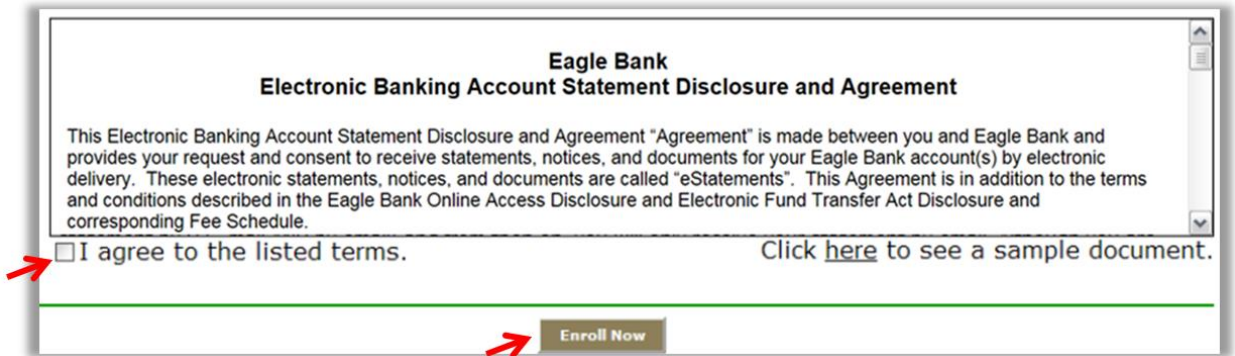 Eagle Bank
Electronic Banking Account Statement Disclosure and Agreement
This Electronic Banking Account Statement Disclosure and Agreement “Agreement” is made between you and Eagle Bank and
provides your request and consent to receive statements, notices, and documents for your Eagle Bank account(s) by electronic
delivery. These electronic statements, notices, and documents are called “eStatements”. This Agreement is in addition to the terms
and conditions described in the Eagle Bank Online Access Disclosure and Electronic Fund Transfer Act Disclosure and
corresponding Fee Schedule.
I agree to the listed terms. Click here to see a sample document.
Enroll Now